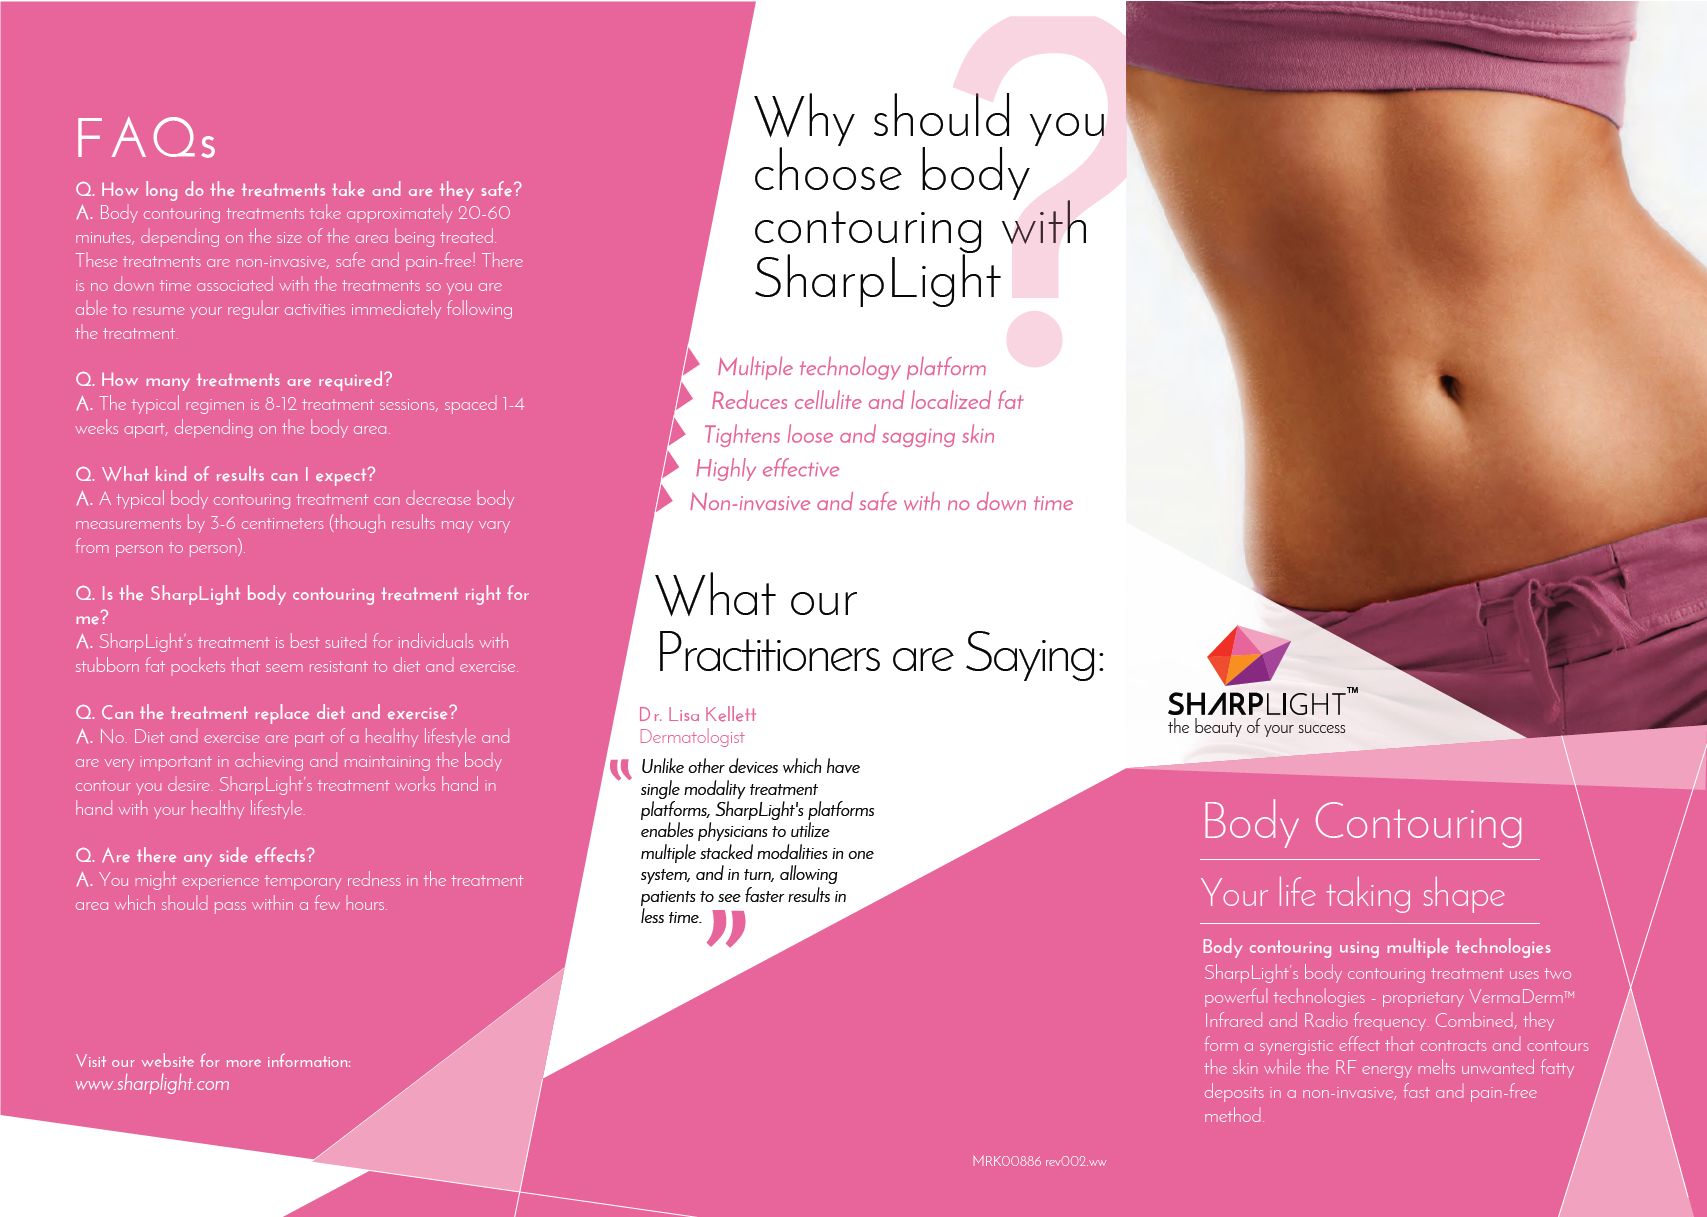 FAQs
Q. How long do the treatments take and are they safe?
A. Body contouring treatments take approximately 20-60
minutes, depending on the size of the area being treated.
These treatments are non-invasive, safe and pain-free! There
is no down time associated with the treatments so you are
able to resume your regular activities immediately following
the treatment.
Q. How many treatments are required?
A. The typical regimen is 8-12 treatment sessions, spaced 1-4
weeks apart, depending on the body area.
Q. What kind of results can I expect?
A. A typical body contouring treatment can decrease body
measurements by 3-6 centimeters (though results may vary
from person to person).
Q. Is the SharpLight body contouring treatment right for
me?
A. SharpLight's treatment is best suited for individuals with
stubborn fat pockets that seem resistant to diet and exercise.
Q. Can the treatment replace diet and exercise?
A. No. Diet and exercise are part of a healthy lifestyle and
are very important in achieving and maintaining the body
contour you desire. SharpLight's treatment works hand in
hand with your healthy lifestyle.
Q. Are there any side effects?
A. You might experience temporary redness in the treatment
area which should pass within a few hours.
Visit our website for more information:
www.sharplight.com
Why should you
choose body
contouring with
SharpLight
?
Multiple technology platform
Reduces cellulite and localized fat
Tightens loose and sagging skin
Highly effective
Non-invasive and safe with no down time
What our
Practitioners are Saying:
Dr. Lisa Kellett
Dermatologist
"Unlike other devices which have
single modality treatment
platforms, SharpLight's platforms
enables physicians to utilize
multiple stacked modalities in one
system, and in turn, allowing
patients to see faster results in
less time."
MRK00886 rev002.ww
SHARPLIGHT™
the beauty of your success
Body Contouring
Your life taking shape
Body contouring using multiple technologies
SharpLight's body contouring treatment uses two
powerful technologies - proprietary VermaDerm™
Infrared and Radio frequency. Combined, they
form a synergistic effect that contracts and contours
the skin while the RF energy melts unwanted fatty
deposits in a non-invasive, fast and pain-free
method.